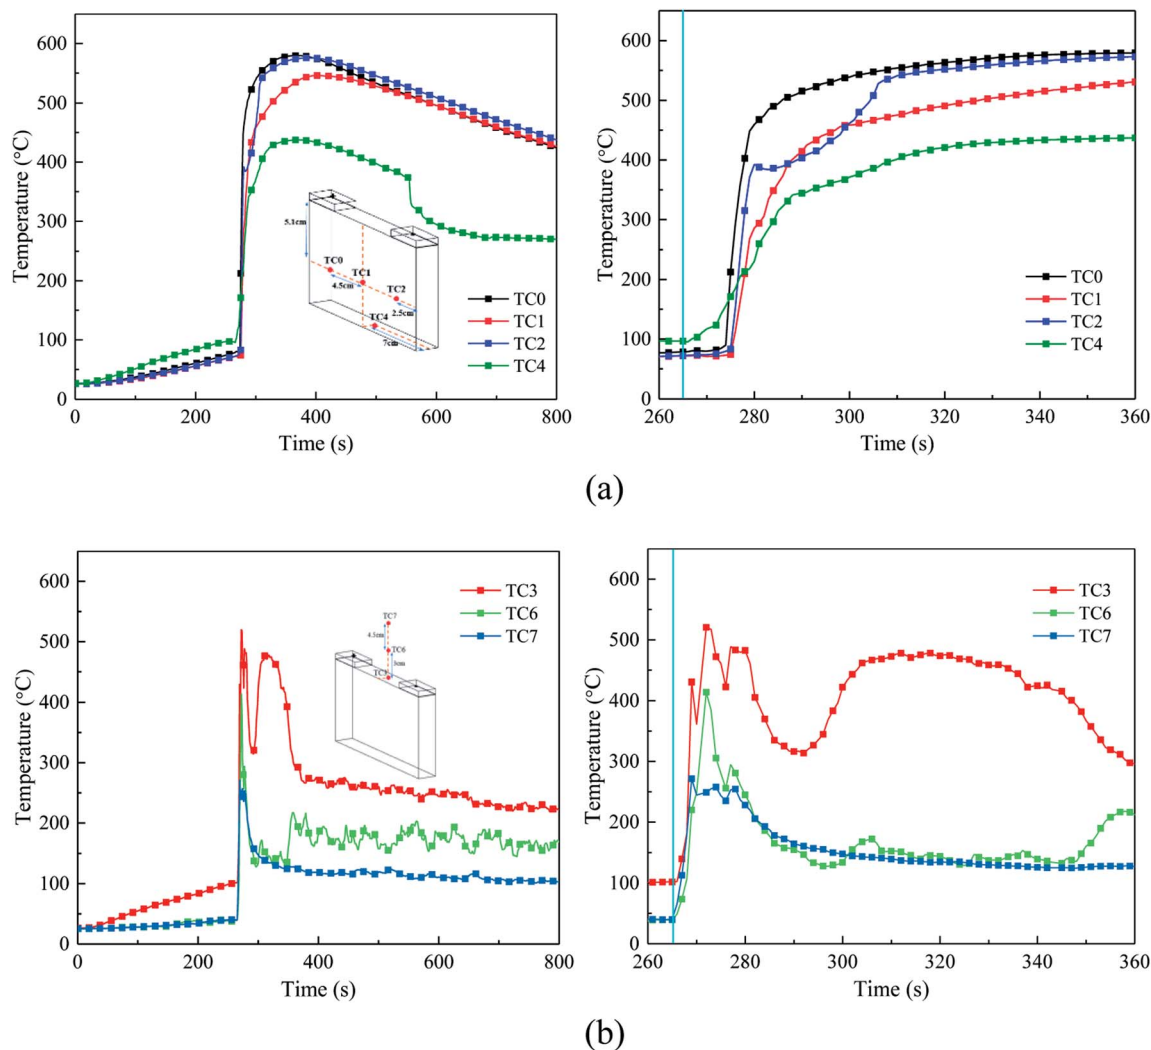 600
500
400
300
200
100
0
0 200 400 600 800
Temperature (°C)
Time (s)
5.1cm
TC0
TC1
4.5cm
TC2
2.5cm
TC4
7cm
TC0
TC1
TC2
TC4
600
500
400
300
200
100
0
260 280 300 320 340 360
Temperature (°C)
Time (s)
TC0
TC1
TC2
TC4
(a)
600
500
400
300
200
100
0
0 200 400 600 800
Temperature (°C)
Time (s)
TC7
4.5cm
TC6
3cm
TC3
TC6
TC7
600
500
400
300
200
100
0
260 280 300 320 340 360
Temperature (°C)
Time (s)
TC3
TC6
TC7
(b)